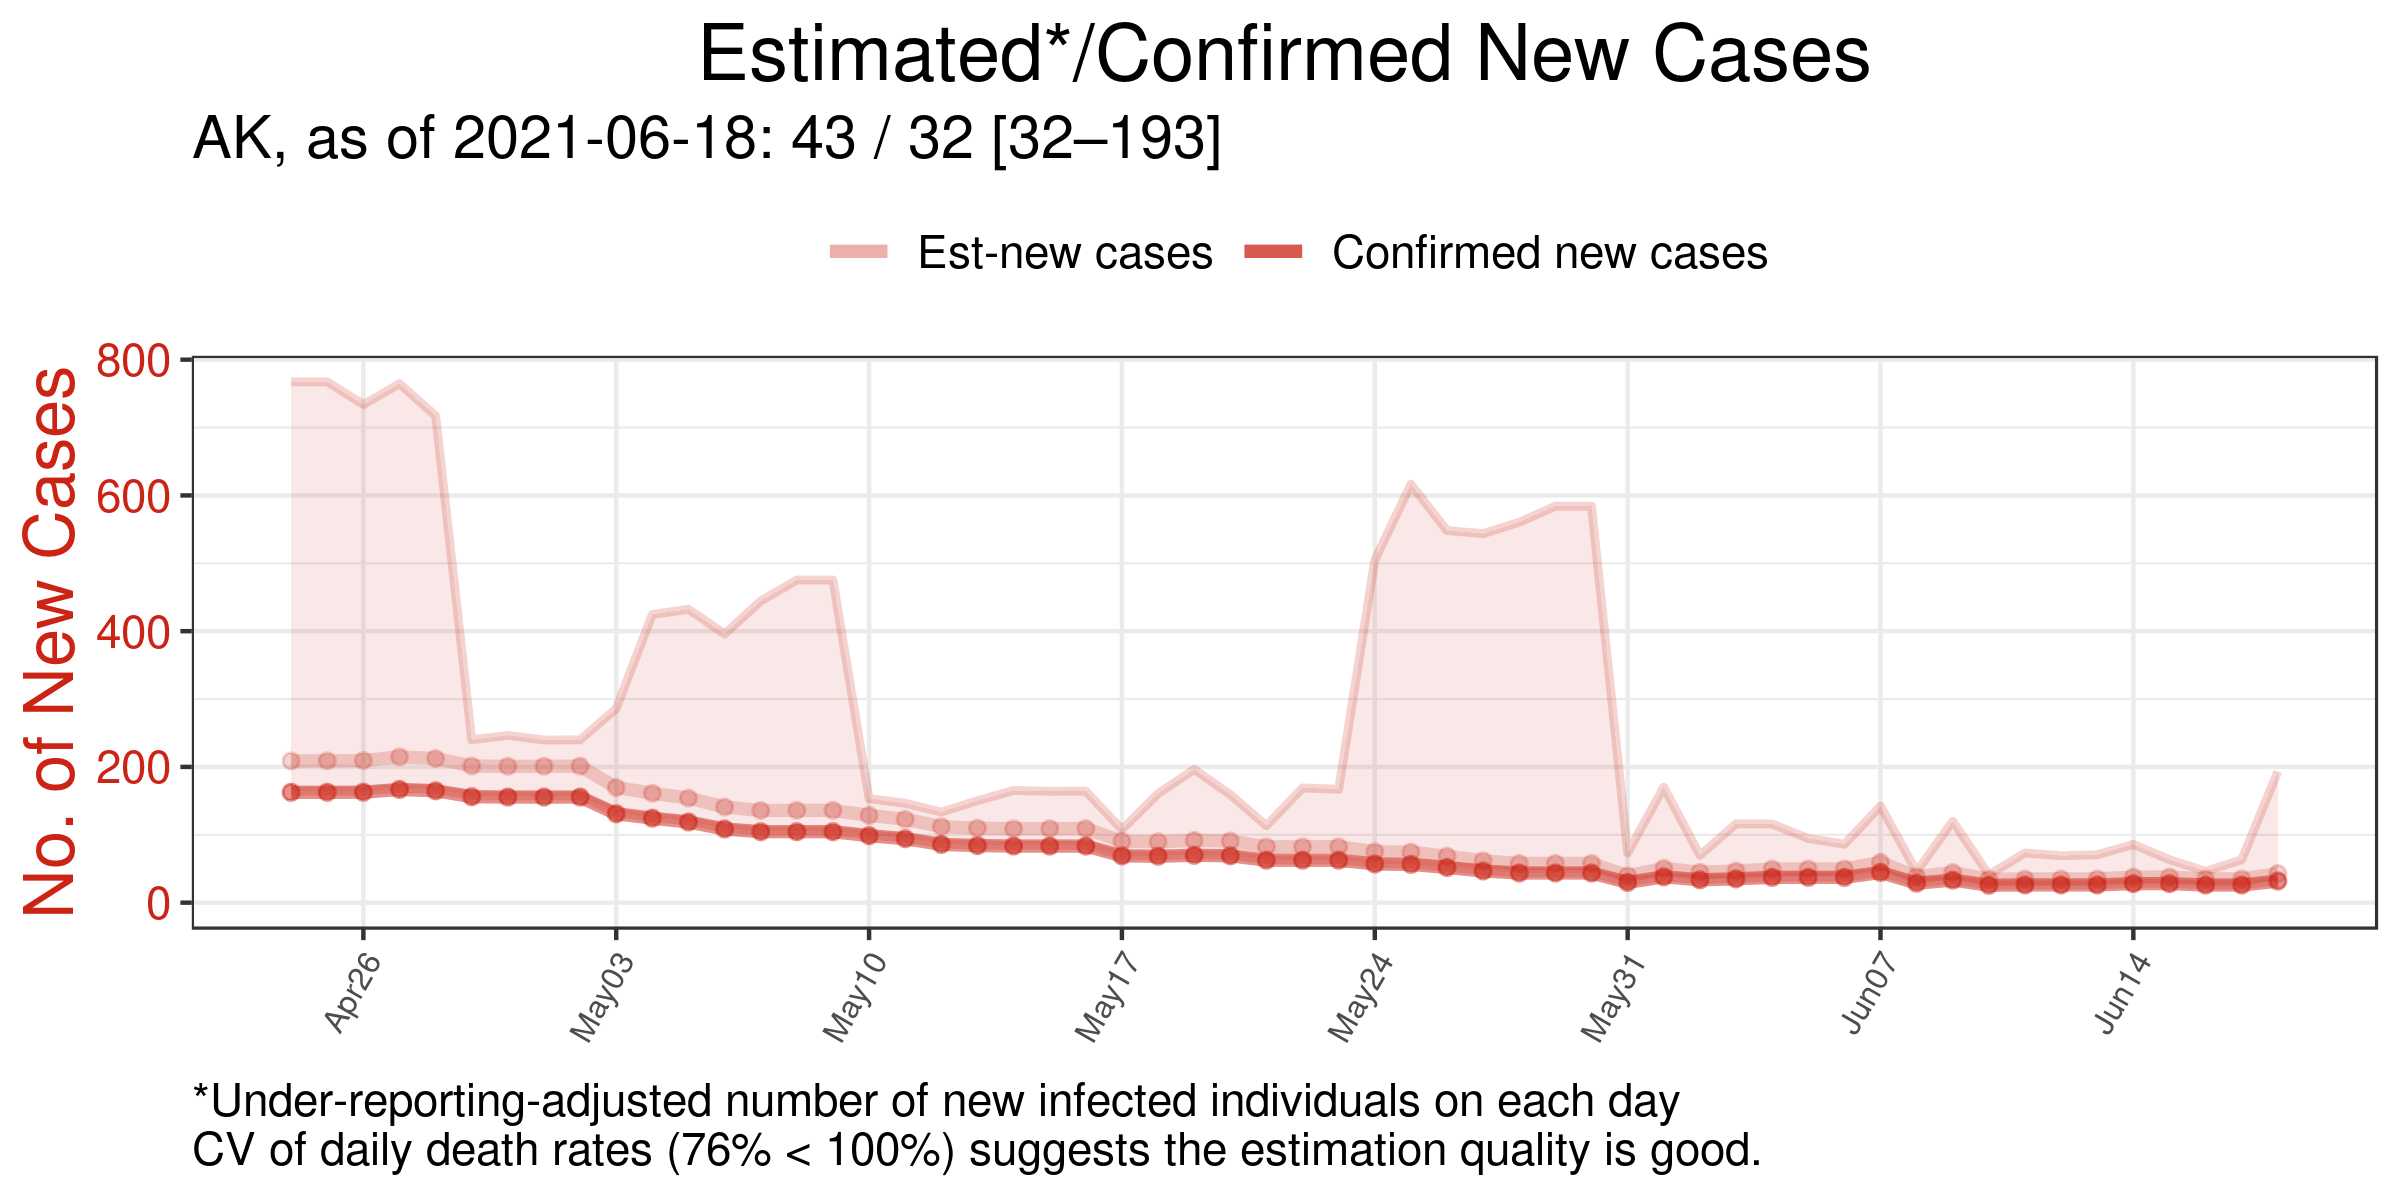 Estimated*/Confirmed New Cases
AK, as of 2021-06-18: 43 / 32 [32–193]
Est-new cases
Confirmed new cases
No. of New Cases
800
600
400
200
0
Apr26
May03
May10
May17
May24
May31
Jun07
Jun14
*Under-reporting-adjusted number of new infected individuals on each day
CV of daily death rates (76% < 100%) suggests the estimation quality is good.